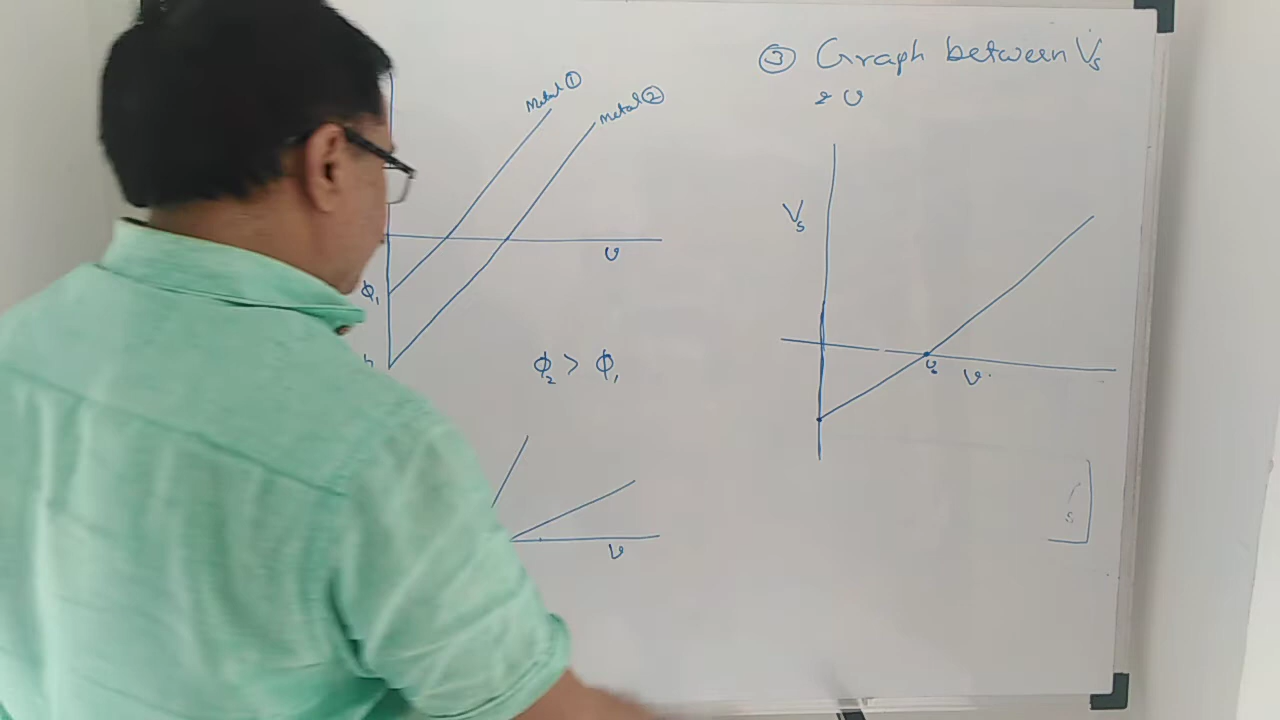 Metal ①
Metal ②
υ
ϕ₁
ϕ₂ > ϕ₁
υ
③ Graph between Vₛ
& υ
Vₛ
υ₀
υ